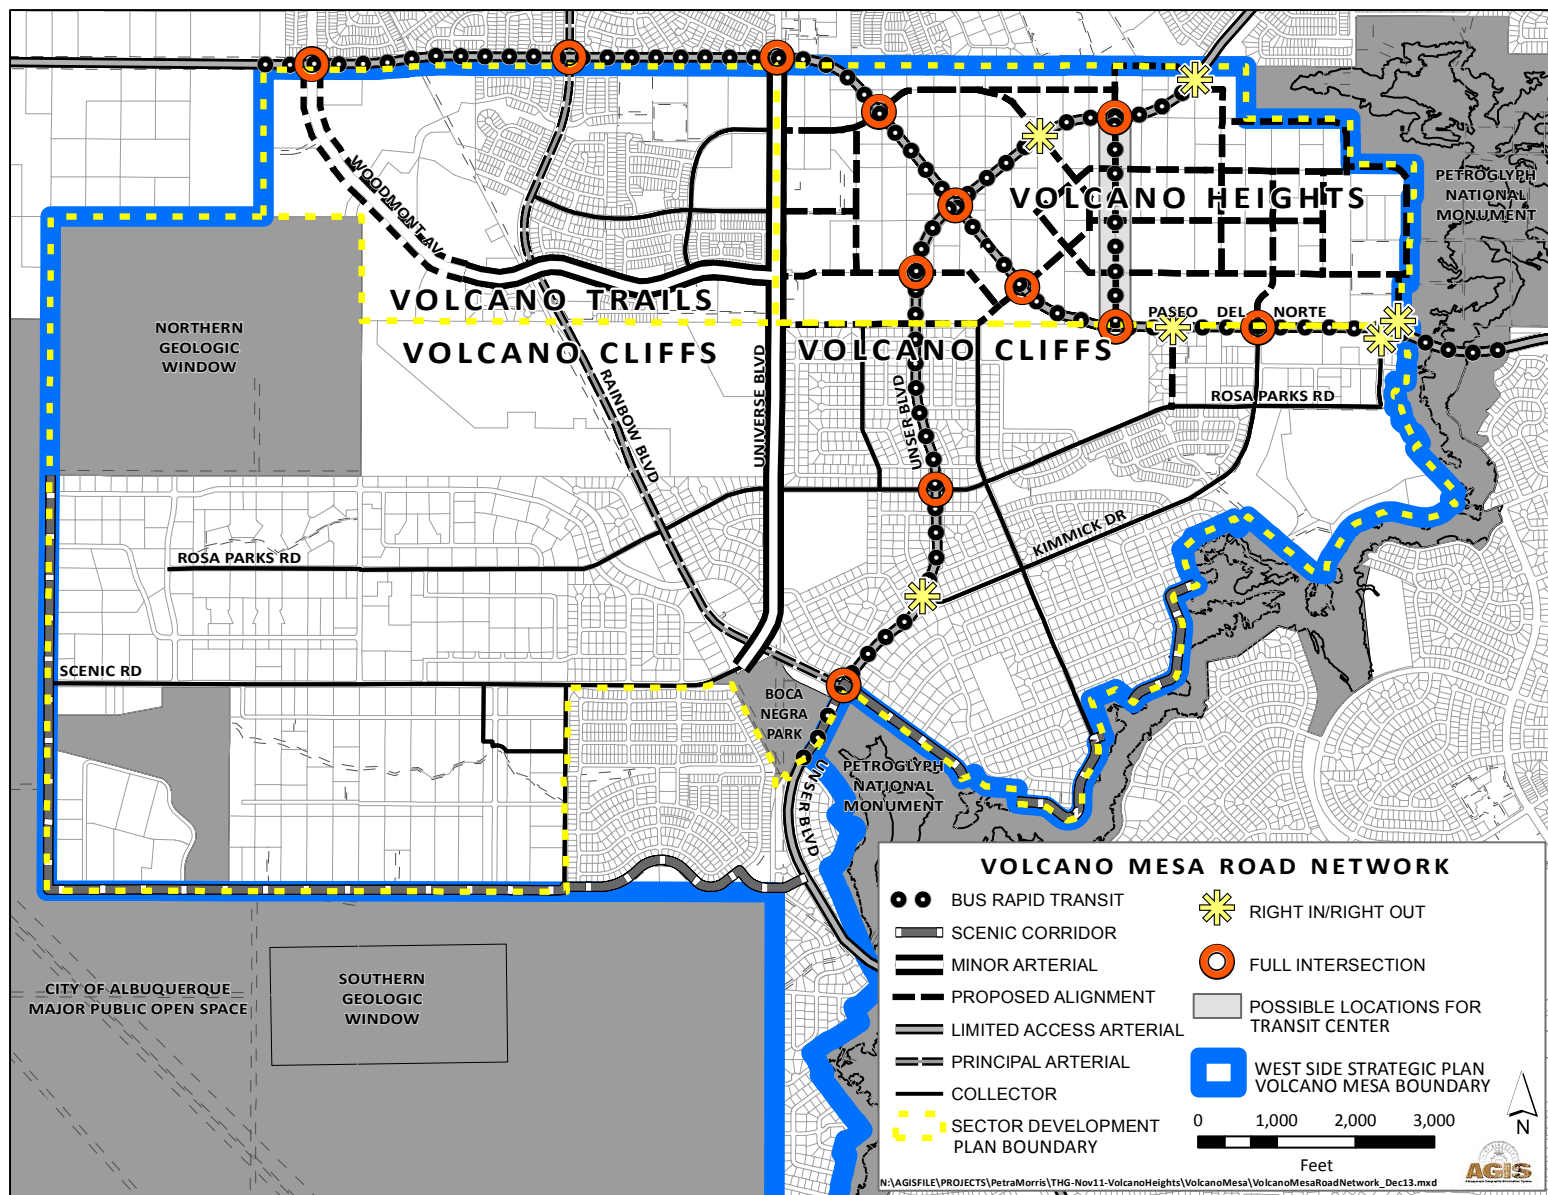 PETROGLYPH
NATIONAL
MONUMENT
WOODMONT AV
VOLCANO HEIGHTS
VOLCANO TRAILS
PASEO DEL NORTE
NORTHERN
GEOLOGIC
WINDOW
VOLCANO CLIFFS
VOLCANO CLIFFS
RAINBOW BLVD
UNIVERSE BLVD
UNSER BLVD
ROSA PARKS RD
KIMMICK DR
ROSA PARKS RD
SCENIC RD
BOCA
NEGRA
PARK
UNSER BLVD
PETROGLYPH
NATIONAL
MONUMENT
CITY OF ALBUQUERQUE
MAJOR PUBLIC OPEN SPACE
SOUTHERN
GEOLOGIC
WINDOW
VOLCANO MESA ROAD NETWORK
BUS RAPID TRANSIT
SCENIC CORRIDOR
MINOR ARTERIAL
PROPOSED ALIGNMENT
LIMITED ACCESS ARTERIAL
PRINCIPAL ARTERIAL
COLLECTOR
SECTOR DEVELOPMENT
PLAN BOUNDARY
RIGHT IN/RIGHT OUT
FULL INTERSECTION
POSSIBLE LOCATIONS FOR
TRANSIT CENTER
WEST SIDE STRATEGIC PLAN
VOLCANO MESA BOUNDARY
0 1,000 2,000 3,000
Feet
N
AGIS
N:\AGISFILE\PROJECTS\PetraMorris\THG-Nov11-VolcanoHeights\VolcanoMesa\VolcanoMesaRoadNetwork_Dec13.mxd